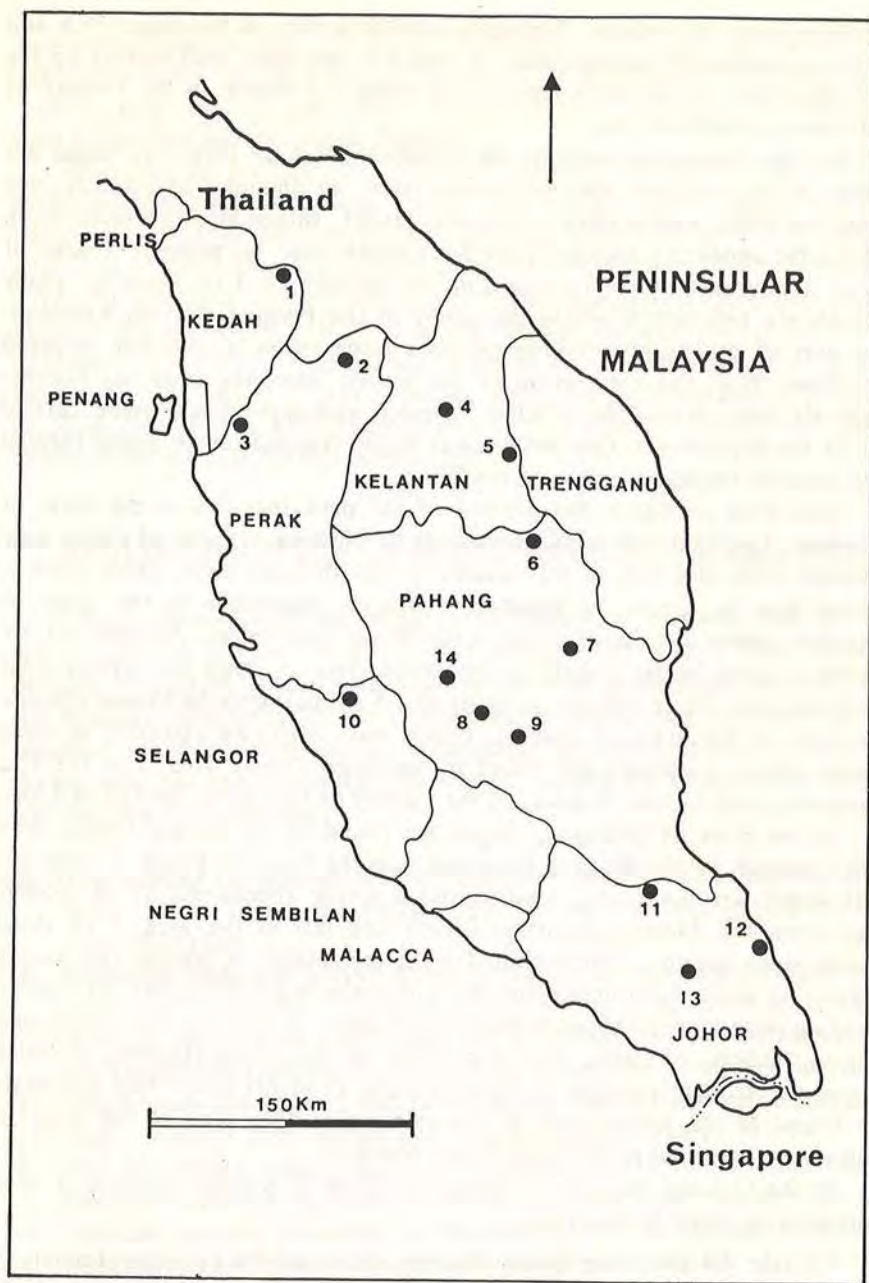 Thailand
PERLIS
1
PENINSULAR
KEDAH
MALAYSIA
2
PENANG
4
3
5
KELANTAN
TRENGGANU
PERAK
6
PAHANG
7
14
10
8
9
SELANGOR
11
NEGRI SEMBILAN
12
MALACCA
13
JOHOR
150Km
Singapore